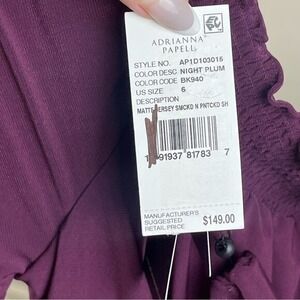 ADRIANNA
PAPELL
STYLE NO. AP1D103015
COLOR DESC. NIGHT PLUM
COLOR CODE BK940
US SIZE 6
DESCRIPTION
MATTE JERSEY SMCKD N PNTCKD SH
91937 81783 7
MANUFACTURER'S
SUGGESTED
RETAIL PRICE $149.00